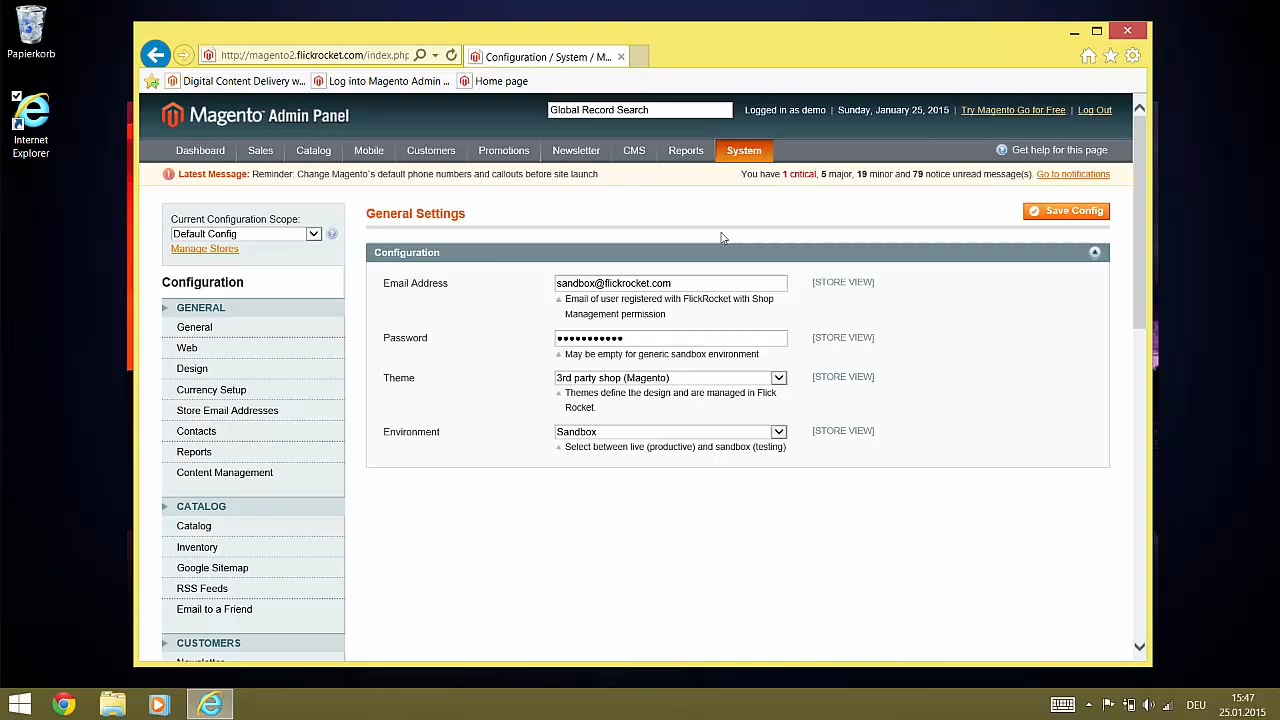 Papierkorb
Internet
Explorer
http://magento2.flickrocket.com/index.php
Configuration / System / M...
Digital Content Delivery w...
Log into Magento Admin ...
Home page
Magento Admin Panel
Global Record Search
Logged in as demo | Sunday, January 25, 2015 | Try Magento Go for Free | Log Out
Dashboard Sales Catalog Mobile Customers Promotions Newsletter CMS Reports System
Get help for this page
Latest Message: Reminder: Change Magento`s default phone numbers and callouts before site launch
You have 1 critical, 5 major, 19 minor and 79 notice unread message(s). Go to notifications
Current Configuration Scope:
Default Config
Manage Stores
Configuration
GENERAL
General
Web
Design
Currency Setup
Store Email Addresses
Contacts
Reports
Content Management
CATALOG
Catalog
Inventory
Google Sitemap
RSS Feeds
Email to a Friend
CUSTOMERS
General Settings
Save Config
Configuration
Email Address
sandbox@flickrocket.com
[STORE VIEW]
Email of user registered with FlickRocket with Shop
Management permission
Password
•••••••••••
[STORE VIEW]
May be empty for generic sandbox environment
Theme
3rd party shop (Magento)
[STORE VIEW]
Themes define the design and are managed in Flick
Rocket.
Environment
Sandbox
[STORE VIEW]
Select between live (productive) and sandbox (testing)
DEU
15:47
25.01.2015